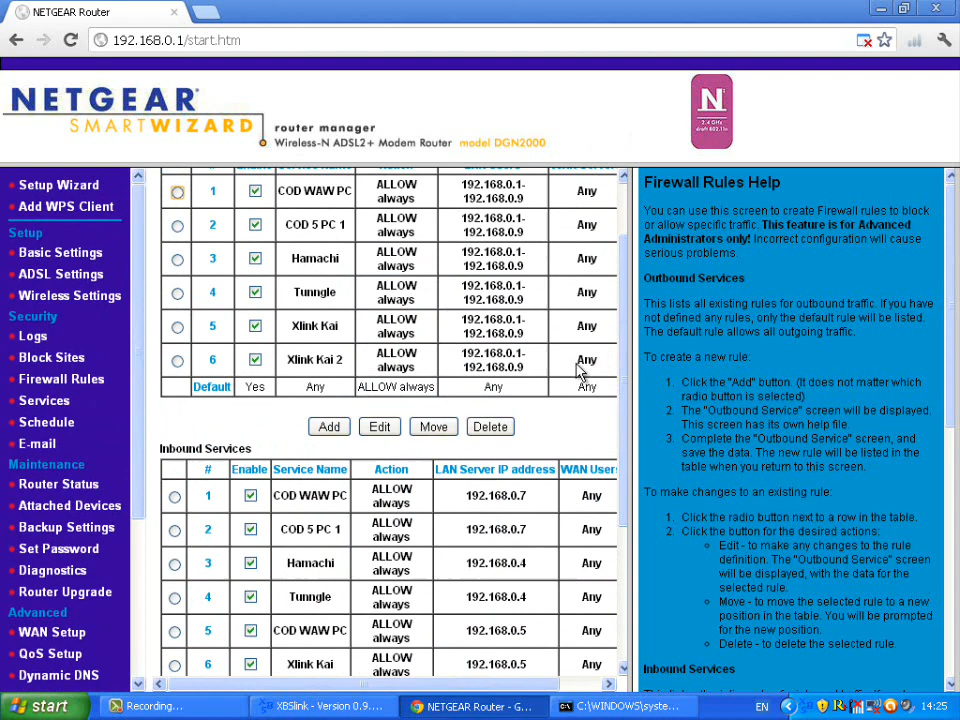 NETGEAR Router
192.168.0.1/start.htm
NETGEAR
SMARTWIZARD
router manager
Wireless-N ADSL2+ Modem Router model DGN2000
N
2.4 GHz
draft 802.11n
Setup Wizard
Add WPS Client
Setup
Basic Settings
ADSL Settings
Wireless Settings
Security
Logs
Block Sites
Firewall Rules
Services
Schedule
E-mail
Maintenance
Router Status
Attached Devices
Backup Settings
Set Password
Diagnostics
Router Upgrade
Advanced
WAN Setup
QoS Setup
Dynamic DNS
1 COD WAW PC ALLOW always 192.168.0.1-192.168.0.9 Any
2 COD 5 PC 1 ALLOW always 192.168.0.1-192.168.0.9 Any
3 Hamachi ALLOW always 192.168.0.1-192.168.0.9 Any
4 Tunngle ALLOW always 192.168.0.1-192.168.0.9 Any
5 Xlink Kai ALLOW always 192.168.0.1-192.168.0.9 Any
6 Xlink Kai 2 ALLOW always 192.168.0.1-192.168.0.9 Any
Default Yes Any ALLOW always Any Any
Add Edit Move Delete
Inbound Services
# Enable Service Name Action LAN Server IP address WAN Users
1 COD WAW PC ALLOW always 192.168.0.7 Any
2 COD 5 PC 1 ALLOW always 192.168.0.7 Any
3 Hamachi ALLOW always 192.168.0.4 Any
4 Tunngle ALLOW always 192.168.0.4 Any
5 COD WAW PC ALLOW always 192.168.0.5 Any
6 Xlink Kai ALLOW always 192.168.0.5 Any
Firewall Rules Help
You can use this screen to create Firewall rules to block
or allow specific traffic. This feature is for Advanced
Administrators only! Incorrect configuration will cause
serious problems.
Outbound Services
This lists all existing rules for outbound traffic. If you have
not defined any rules, only the default rule will be listed.
The default rule allows all outgoing traffic.
To create a new rule:
1. Click the "Add" button. (It does not matter which
radio button is selected)
2. The "Outbound Service" screen will be displayed.
This screen has its own help file.
3. Complete the "Outbound Service" screen, and
save the data. The new rule will be listed in the
table when you return to this screen.
To make changes to an existing rule:
1. Click the radio button next to a row in the table.
2. Click the button for the desired actions:
Edit - to make any changes to the rule
definition. The "Outbound Service" screen
will be displayed, with the data for the
selected rule.
Move - to move the selected rule to a new
position in the table. You will be prompted
for the new position.
Delete - to delete the selected rule.
Inbound Services
start Recording... XBSlink - Version 0.9.... NETGEAR Router - G... C:\WINDOWS\syste... EN 14:25